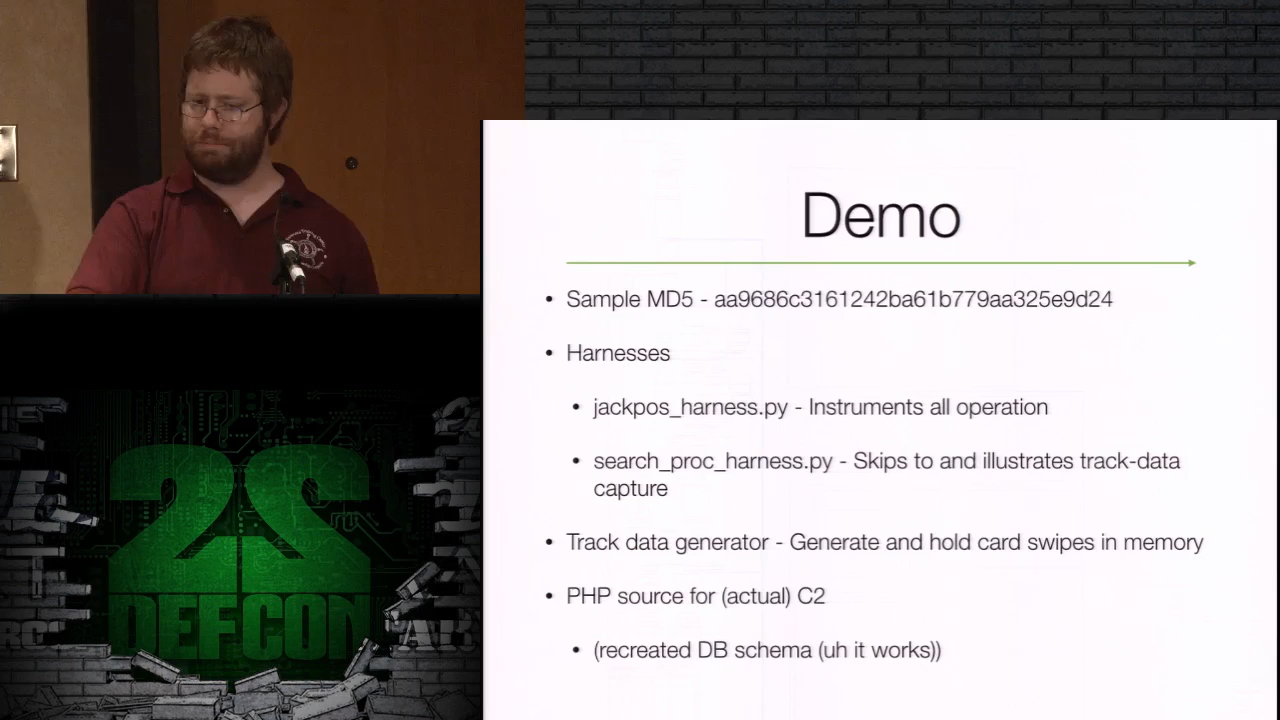 Demo
• Sample MD5 - aa9686c3161242ba61b779aa325e9d24
• Harnesses
• jackpos_harness.py - Instruments all operation
• search_proc_harness.py - Skips to and illustrates track-data
capture
• Track data generator - Generate and hold card swipes in memory
• PHP source for (actual) C2
• (recreated DB schema (uh it works))
22
DEFCON